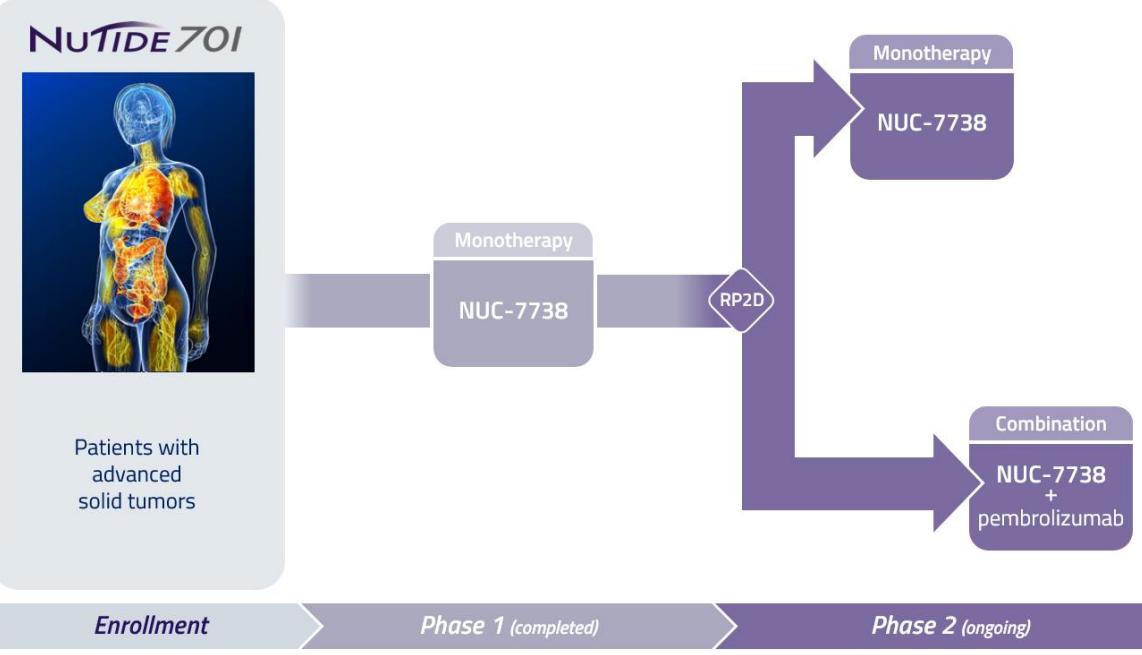 NUTIDE 701
Patients with
advanced
solid tumors
Monotherapy
NUC-7738
RP2D
Monotherapy
NUC-7738
Combination
NUC-7738
+
pembrolizumab
Enrollment
Phase 1 (completed)
Phase 2 (ongoing)